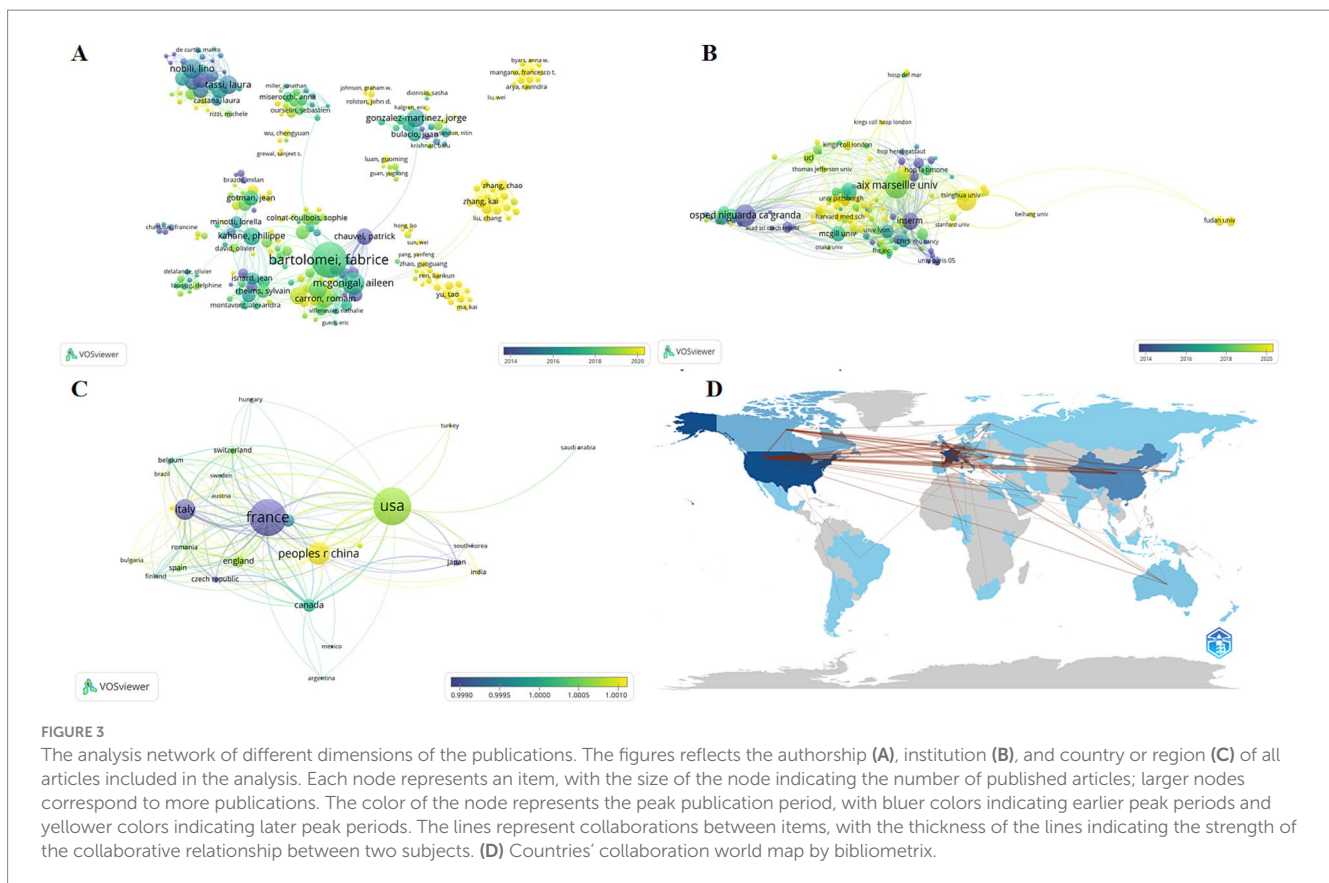 A
de curtis, marco
nobili, lino
tassi, laura
castana, laura
rizzi, michele
miller, jonathan
miserocchi, anna
ourselin, sebastien
wu, chengyuan
grewal, sanjeet s.
johnson, graham w.
rolston, john d.
dionisio, sasha
halgren, eric
gonzalez-martinez, jorge
bulacio, juan
krishnan, balu
byars, anna w.
mangano, francesco t.
arya, ravindra
liu, wei
luan, guoming
guan, yuguang
zhang, chao
zhang, kai
liu, chang
brazdil, milan
gotman, jean
minotti, lorella
kahane, philippe
david, olivier
colnat-coulbois, sophie
chauvel, patrick
hong, bo
sun, wei
yang, yanfeng
zhao, guoguang
ren, liankun
yu, tao
ma, kai
bartolomei, fabrice
mcgonigal, aileen
carron, romain
villeneuve, nathalie
guedj, eric
delalande, olivier
taussig, delphine
isnard, jean
rheims, sylvain
montavont, alexandra
VOSviewer
2014 2016 2018 2020
B
hosp del mar
kings coll hosp london
kings coll london
ucl
thomas jefferson univ
hop henri gastaut
hop la timone
aix marseille univ
tsinghua univ
univ pittsburgh
harvard med sch
osped niguarda ca granda
inserm
stanford univ
beihang univ
fudan univ
mcgill univ
univ lyon
cnrs
chu nancy
osaka univ
fht inc
univ paris 05
VOSviewer
2014 2016 2018 2020
C
hungary
turkey
switzerland
saudi arabia
belgium
brazil
sweden
austria
usa
italy
france
peoples r china
romania
bulgaria
england
south korea
japan
spain
india
finland
czech republic
canada
mexico
argentina
VOSviewer
0.9990 0.9995 1.0000 1.0005 1.0010
D
FIGURE 3
The analysis network of different dimensions of the publications. The figures reflects the authorship (A), institution (B), and country or region (C) of all
articles included in the analysis. Each node represents an item, with the size of the node indicating the number of published articles; larger nodes
correspond to more publications. The color of the node represents the peak publication period, with bluer colors indicating earlier peak periods and
yellower colors indicating later peak periods. The lines represent collaborations between items, with the thickness of the lines indicating the strength of
the collaborative relationship between two subjects. (D) Countries' collaboration world map by bibliometrix.